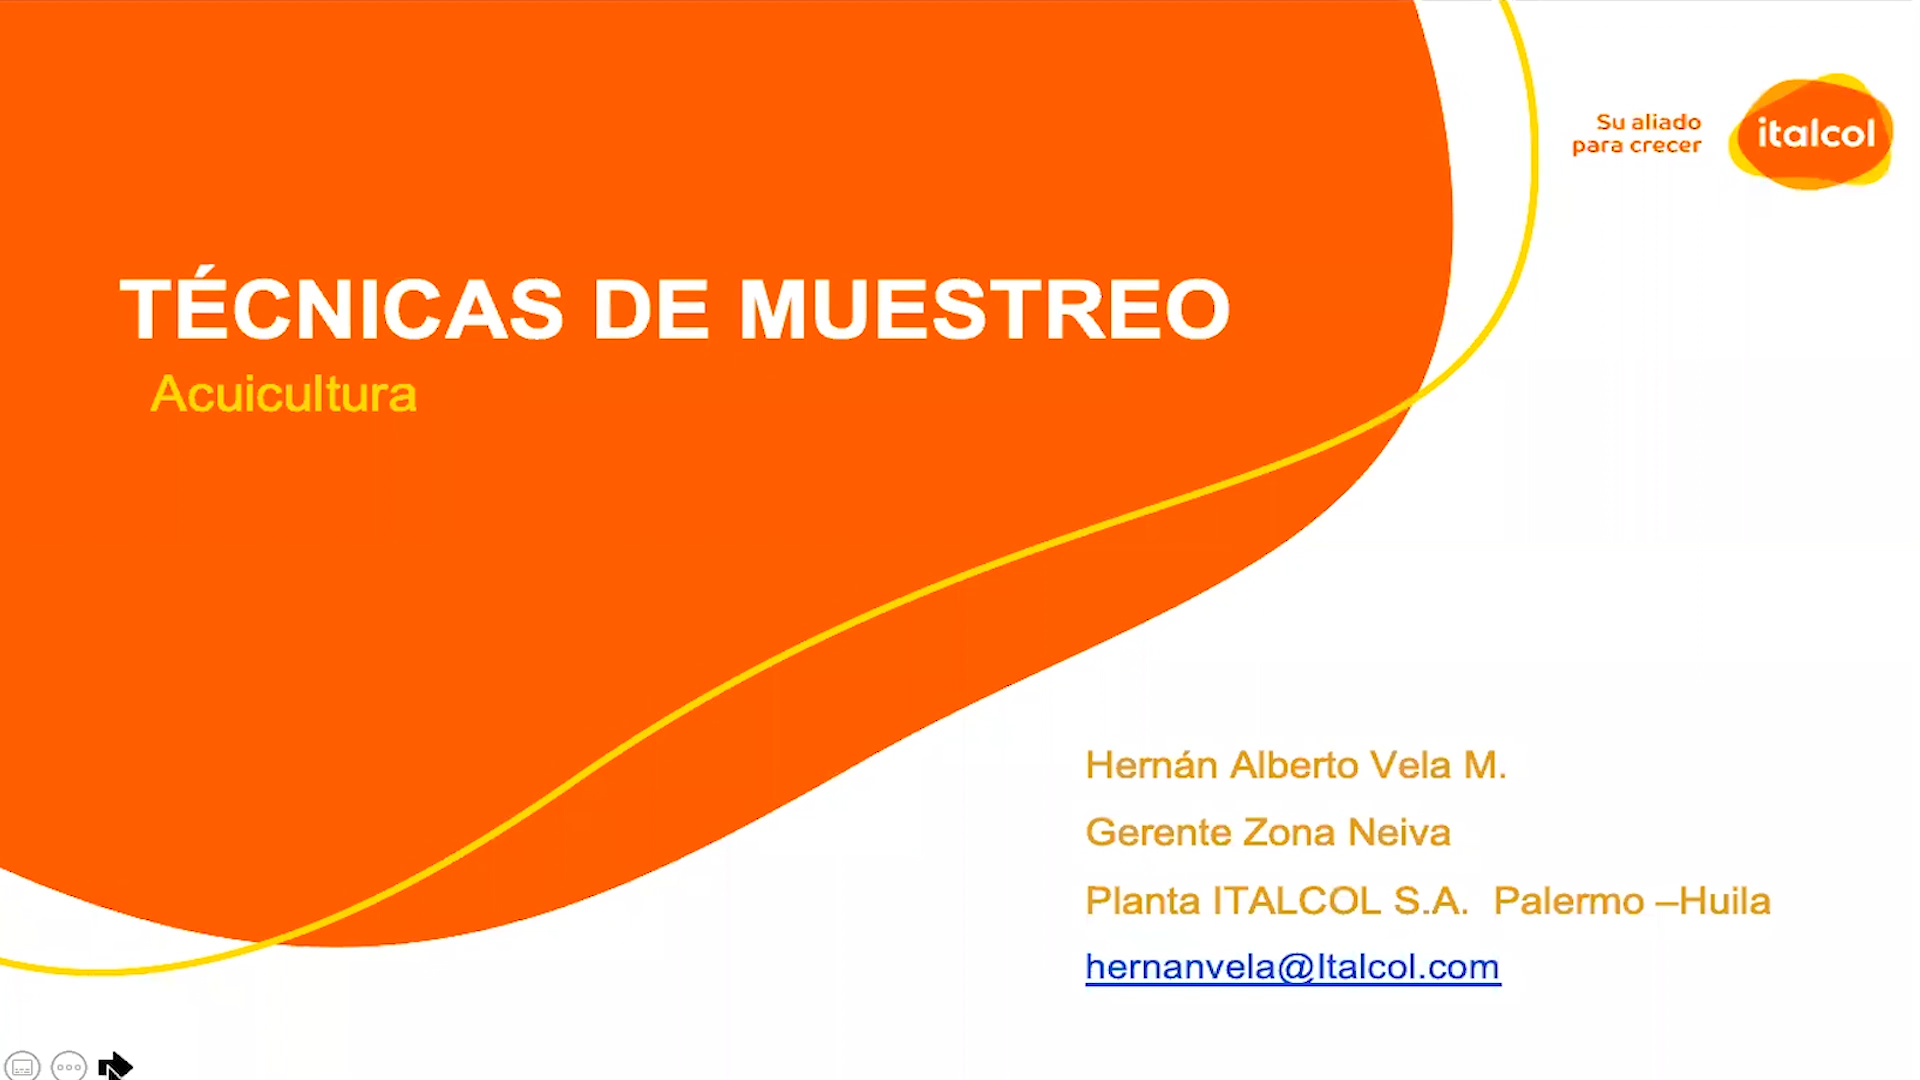 Su aliado
para crecer
italcol
TÉCNICAS DE MUESTREO
Acuicultura
Hernán Alberto Vela M.
Gerente Zona Neiva
Planta ITALCOL S.A.  Palermo –Huila
hernanvela@Italcol.com